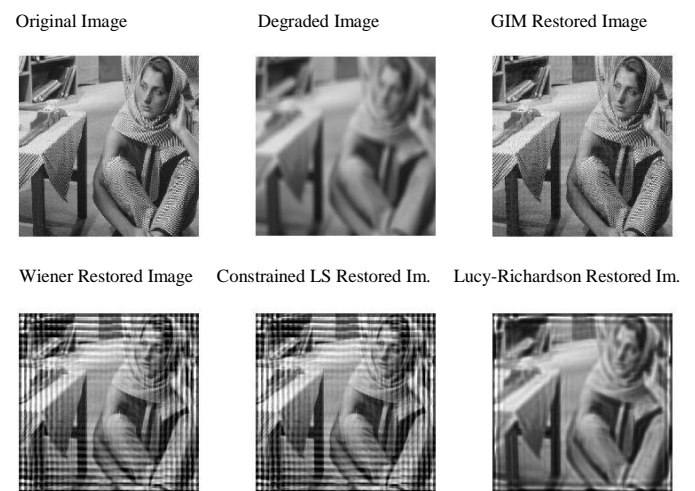 Original Image
Degraded Image
GIM Restored Image
Wiener Restored Image
Constrained LS Restored Im.
Lucy-Richardson Restored Im.